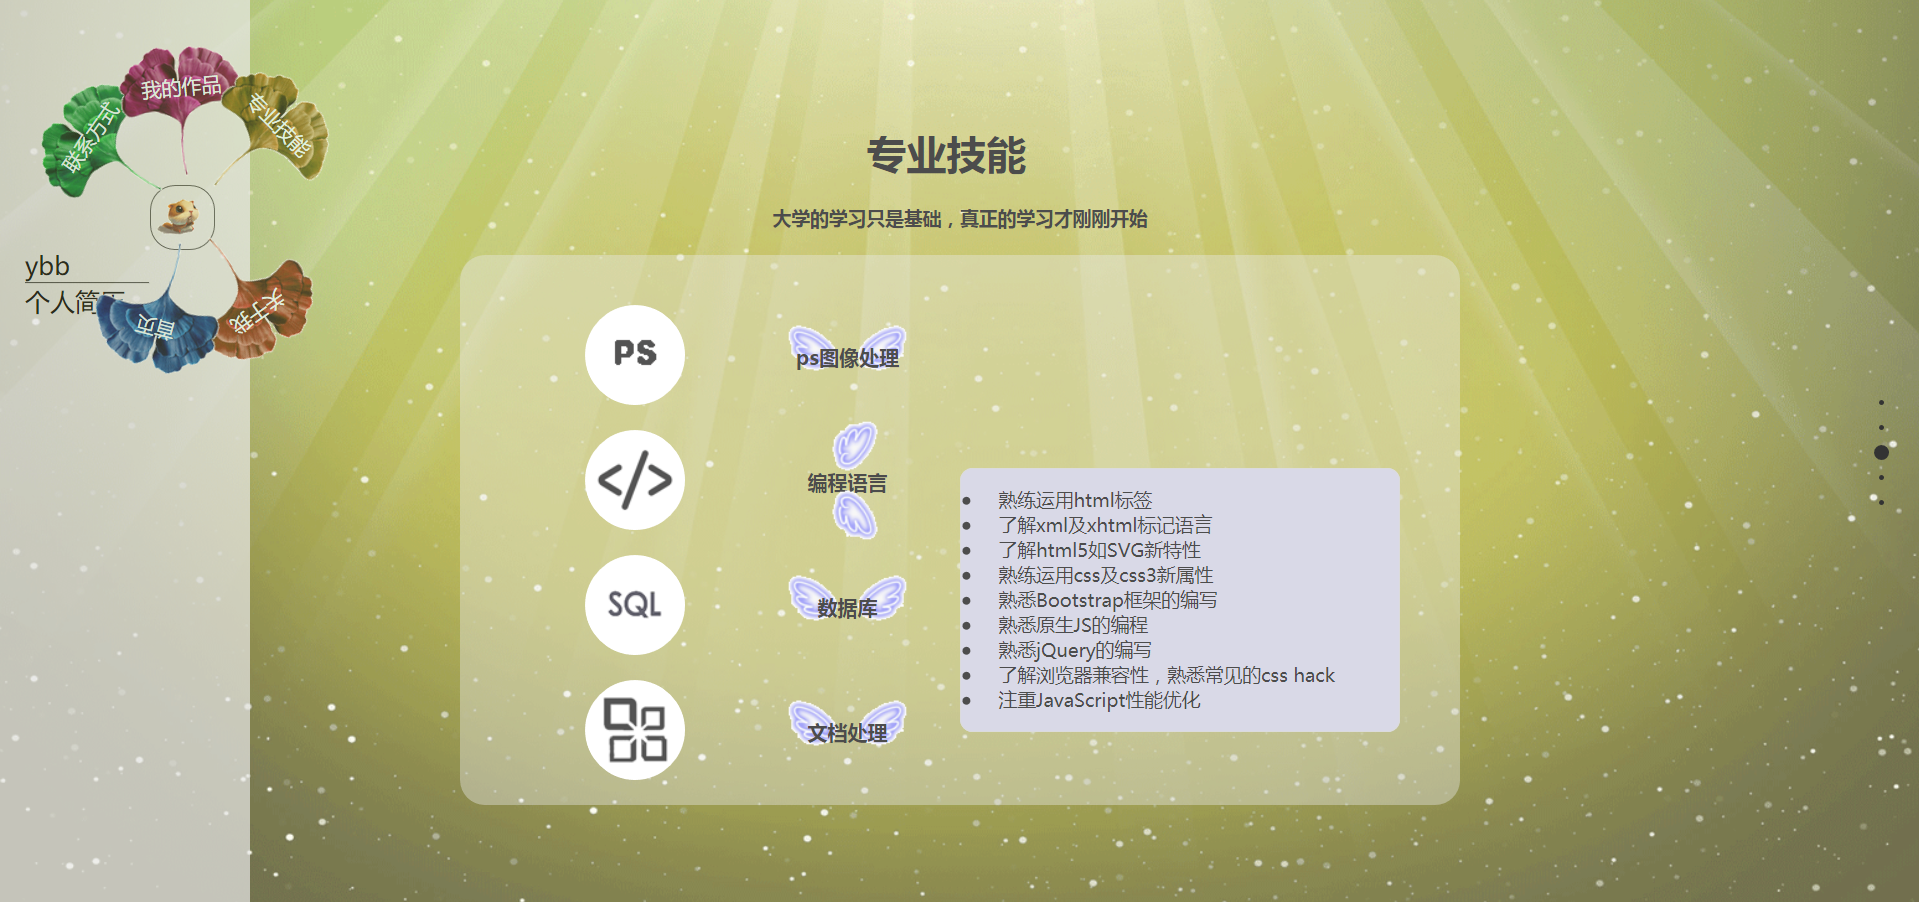 我的作品
专业技能
联系方式
ybb
个人简历
首页
关于我
专业技能
大学的学习只是基础，真正的学习才刚刚开始
PS
ps图像处理
</>
编程语言
熟练运用html标签
了解xml及xhtml标记语言
了解html5如SVG新特性
熟练运用css及css3新属性
熟悉Bootstrap框架的编写
熟悉原生JS的编程
熟悉jQuery的编写
了解浏览器兼容性，熟悉常见的css hack
注重JavaScript性能优化
SQL
数据库
文档处理